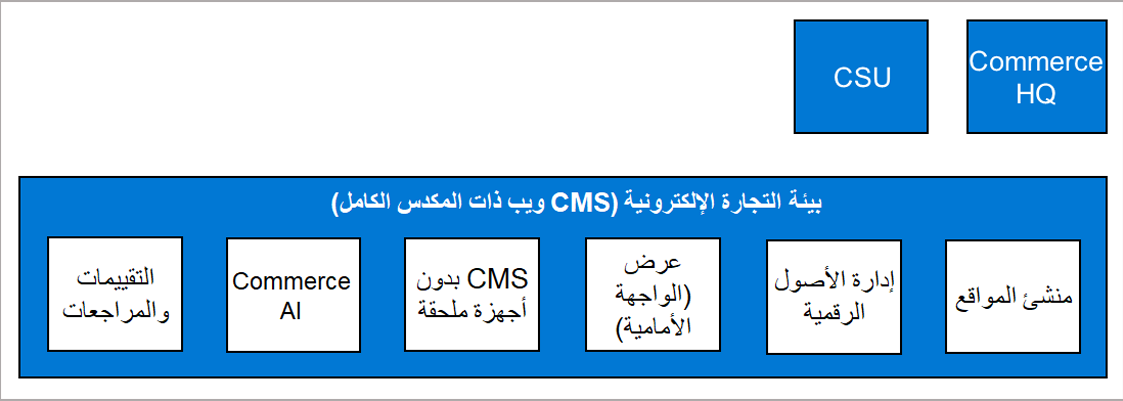 Commerce
HQ
CSU
بيئة التجارة الإلكترونية (CMS ويب ذات المكدس الكامل)
منشئ المواقع
إدارة الأصول
الرقمية
عرض
(الواجهة
الأمامية)
CMS بدون
أجهزة ملحقة
Commerce
AI
التقييمات
والمراجعات